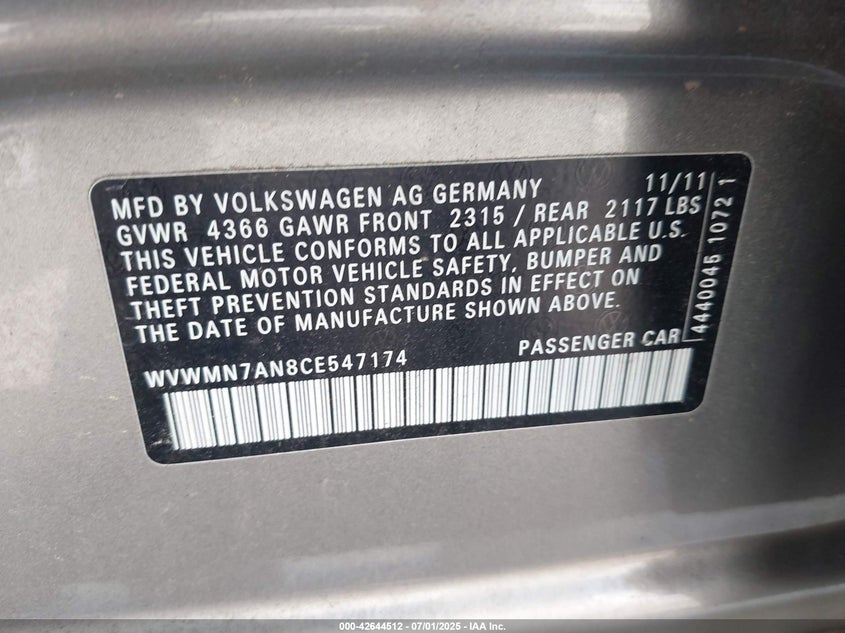 MFD BY VOLKSWAGEN AG GERMANY 11/11
GVWR 4366 GAWR FRONT 2315 / REAR 2117 LBS
THIS VEHICLE CONFORMS TO ALL APPLICABLE U.S.
FEDERAL MOTOR VEHICLE SAFETY, BUMPER AND
THEFT PREVENTION STANDARDS IN EFFECT ON
THE DATE OF MANUFACTURE SHOWN ABOVE.
WVWMN7AN8CE547174 PASSENGER CAR
4440045 1072 1
000-42644512 - 07/01/2025 - IAA Inc.